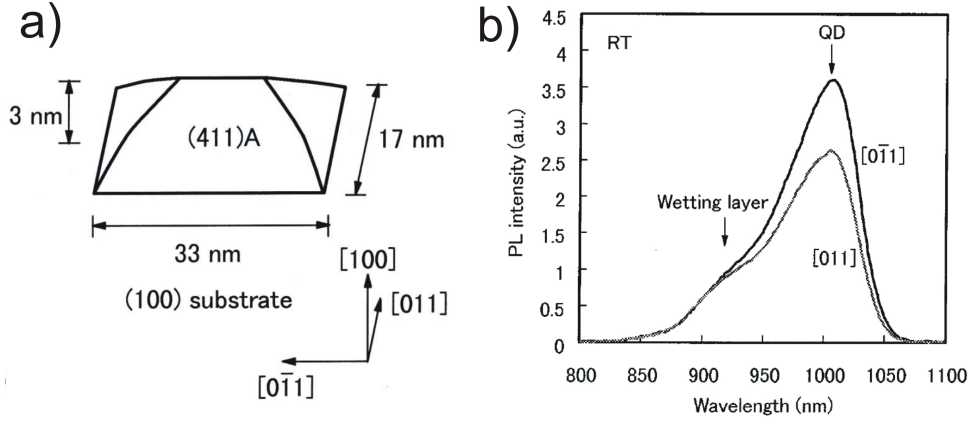 a)
3 nm
(411)A
17 nm
33 nm
[100]
(100) substrate
[011]
[01̄1]
b)
4.5
4
3.5
3
2.5
2
1.5
1
0.5
0
PL intensity (a.u.)
RT
QD
[01̄1]
Wetting layer
[011]
800 850 900 950 1000 1050 1100
Wavelength (nm)